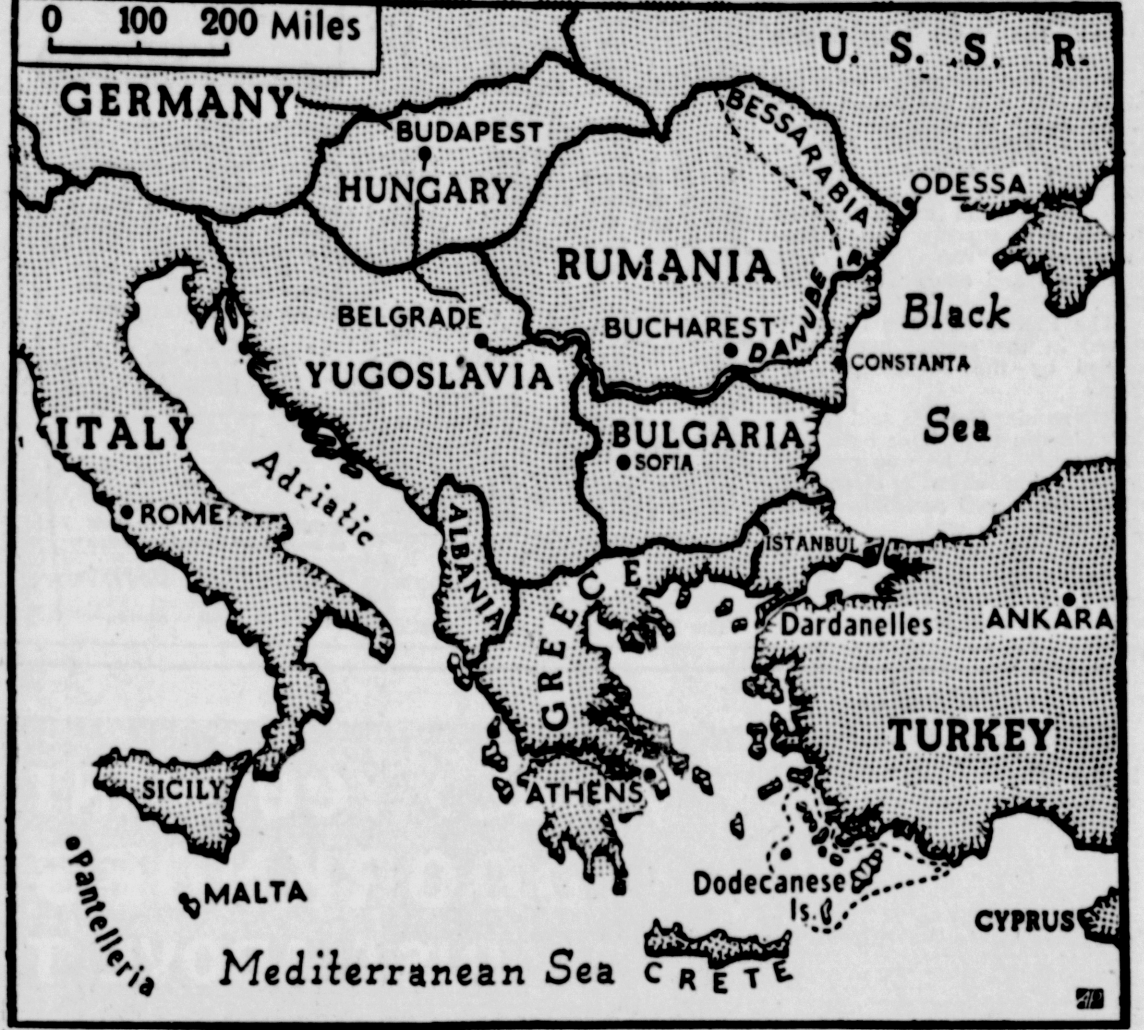 0 100 200 Miles
U. S. S. R.
GERMANY
BESSARABIA
BUDAPEST
HUNGARY
ODESSA
RUMANIA
Black
Sea
BELGRADE
BUCHAREST
DANUBE R
CONSTANTA
YUGOSLAVIA
ITALY
BULGARIA
SOFIA
Adriatic
ROME
ALBANIA
ISTANBUL
GREECE
Dardanelles
ANKARA
TURKEY
SICILY
ATHENS
Pantelleria
MALTA
Dodecanese
Is.
CYPRUS
Mediterranean Sea
CRETE
AP